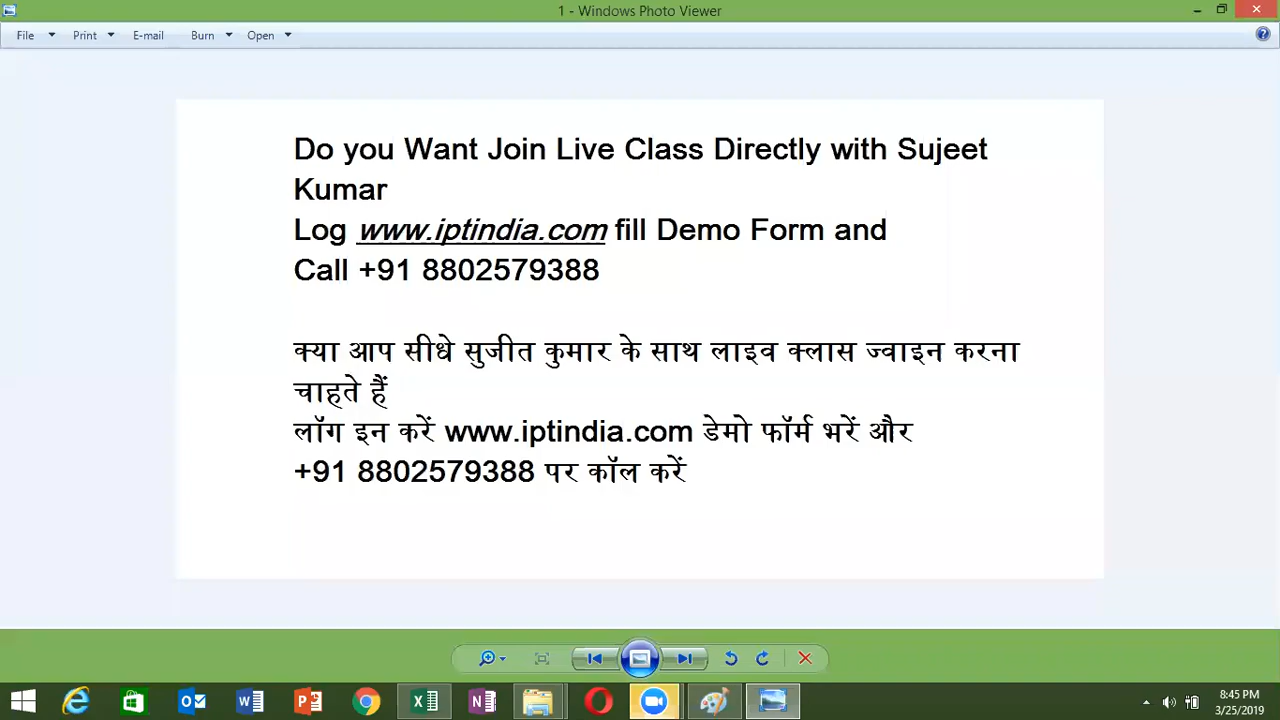 1 - Windows Photo Viewer
File Print E-mail Burn Open
Do you Want Join Live Class Directly with Sujeet
Kumar
Log www.iptindia.com fill Demo Form and
Call +91 8802579388
क्या आप सीधे सुजीत कुमार के साथ लाइव क्लास ज्वाइन करना
चाहते हैं
लॉग इन करें www.iptindia.com डेमो फॉर्म भरें और
+91 8802579388 पर कॉल करें
8:45 PM
3/25/2019